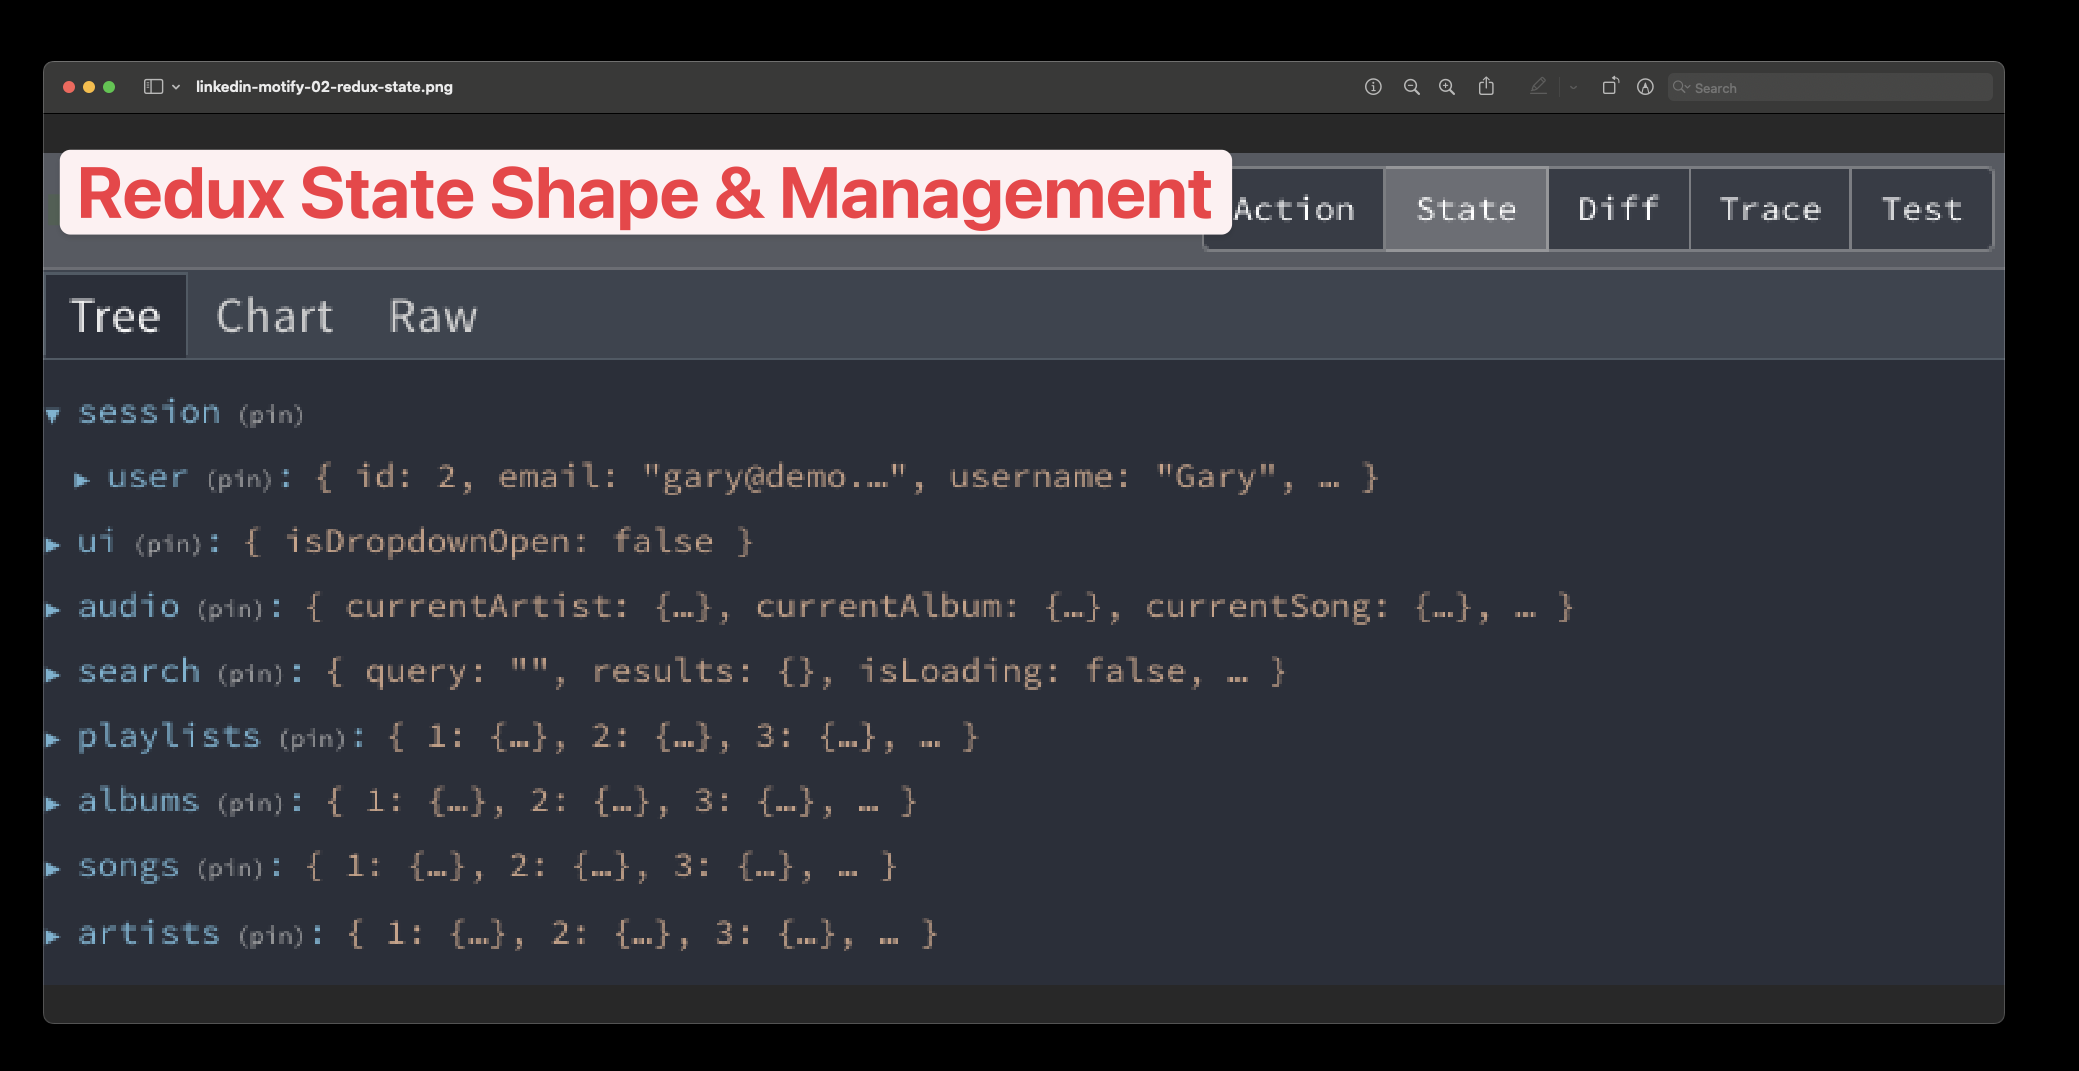 linkedin-motify-02-redux-state.png
Search
Redux State Shape & Management
Action State Diff Trace Test
Tree Chart Raw
session (pin)
user (pin): { id: 2, email: "gary@demo.…", username: "Gary", … }
ui (pin): { isDropdownOpen: false }
audio (pin): { currentArtist: {…}, currentAlbum: {…}, currentSong: {…}, … }
search (pin): { query: "", results: {}, isLoading: false, … }
playlists (pin): { 1: {…}, 2: {…}, 3: {…}, … }
albums (pin): { 1: {…}, 2: {…}, 3: {…}, … }
songs (pin): { 1: {…}, 2: {…}, 3: {…}, … }
artists (pin): { 1: {…}, 2: {…}, 3: {…}, … }